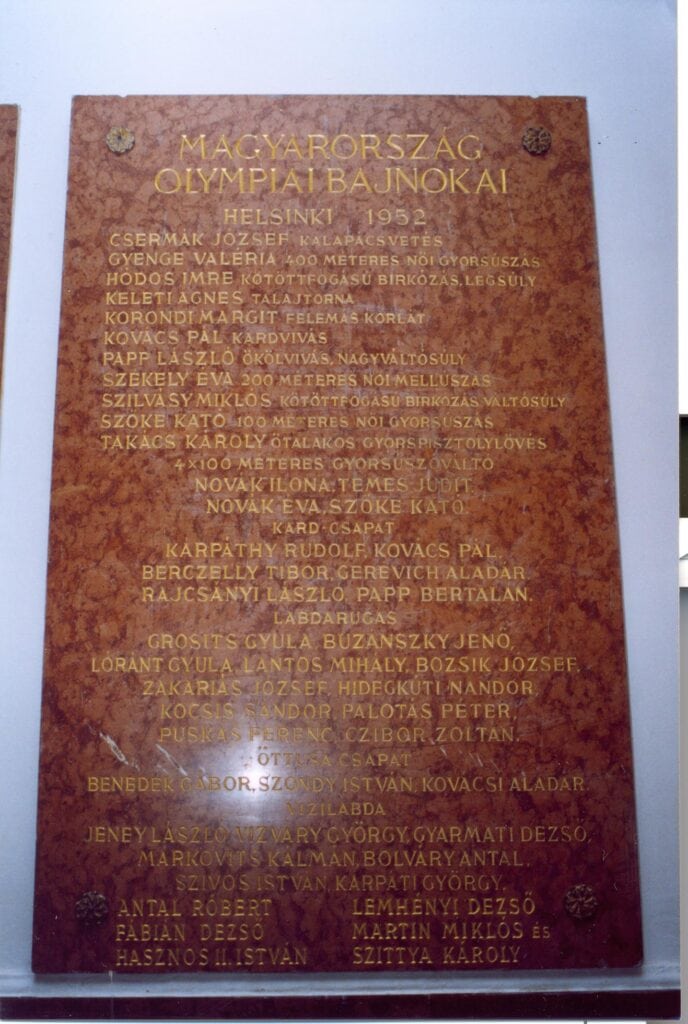 MAGYARORSZÁG
OLYMPIAI BAJNOKAI
HELSINKI 1952
CSERMÁK JÓZSEF KALAPÁCSVETÉS
GYENGE VALÉRIA 400 MÉTERES NŐI GYORSÚSZÁS
HÓDOS IMRE KÖTÖTTFOGÁSÚ BIRKÓZÁS, LÉGSÚLY
KELETI ÁGNES TALAJTORNA
KORONDI MARGIT FELEMÁS KORLÁT
KOVÁCS PÁL KARDVIVÁS
PAPP LÁSZLÓ ÖKÖLVIVÁS, NAGYVÁLTÓSÚLY
SZÉKELY ÉVA 200 MÉTERES NŐI MELLÚSZÁS
SZILVÁSY MIKLÓS KÖTÖTTFOGÁSÚ BIRKÓZÁS, VÁLTÓSÚLY
SZŐKE KATÓ 100 MÉTERES NŐI GYORSÚSZÁS
TAKÁCS KÁROLY ÖTALAKOS GYORSPISZTOLYLÖVÉS
4×100 MÉTERES GYORSÚSZÓVÁLTÓ
NOVÁK ILONA, TEMES JUDIT,
NOVÁK ÉVA, SZŐKE KATÓ.
KARD-CSAPAT
KÁRPÁTHY RUDOLF, KOVÁCS PÁL,
BERCZELLY TIBOR, GEREVICH ALADÁR,
RAJCSÁNYI LÁSZLÓ, PAPP BERTALAN.
LABDARÚGÁS
GROSITS GYULA BUZÁNSZKY JENŐ,
LÓRÁNT GYULA, LANTOS MIHÁLY, BOZSIK JÓZSEF,
ZAKARIÁS JÓZSEF, HIDEGKÚTI NÁNDOR,
KOCSIS SÁNDOR, PALOTÁS PÉTER,
PUSKÁS FERENC, CZIBOR ZOLTÁN.
ÖTTUSA CSAPAT
BENEDEK GÁBOR, SZONDY ISTVÁN, KOVÁCSI ALADÁR.
VIZILABDA
JENEY LÁSZLÓ, VIZVÁRY GYÖRGY, GYARMATI DEZSŐ,
MARKOVITS KÁLMÁN, BOLVÁRY ANTAL,
SZIVÓS ISTVÁN, KÁRPÁTI GYÖRGY,
ANTAL RÓBERT LEMHÉNYI DEZSŐ
FÁBIÁN DEZSŐ MARTIN MIKLÓS ÉS
HASZNOS II. ISTVÁN SZITTYA KÁROLY